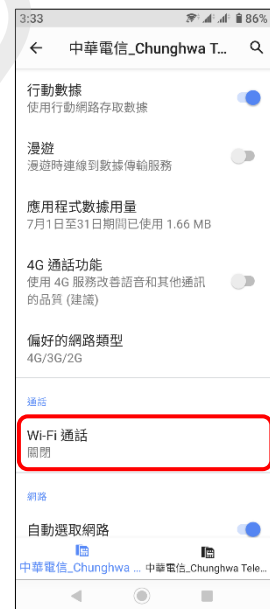 3:33 86%
中華電信_Chunghwa T...
行動數據
使用行動網路存取數據
漫遊
漫遊時連線到數據傳輸服務
應用程式數據用量
7月1日至31日期間已使用 1.66 MB
4G 通話功能
使用 4G 服務改善語音和其他通訊
的品質 (建議)
偏好的網路類型
4G/3G/2G
通話
Wi-Fi 通話
關閉
網路
自動選取網路
中華電信_Chunghwa ... 中華電信_Chunghwa Tele...